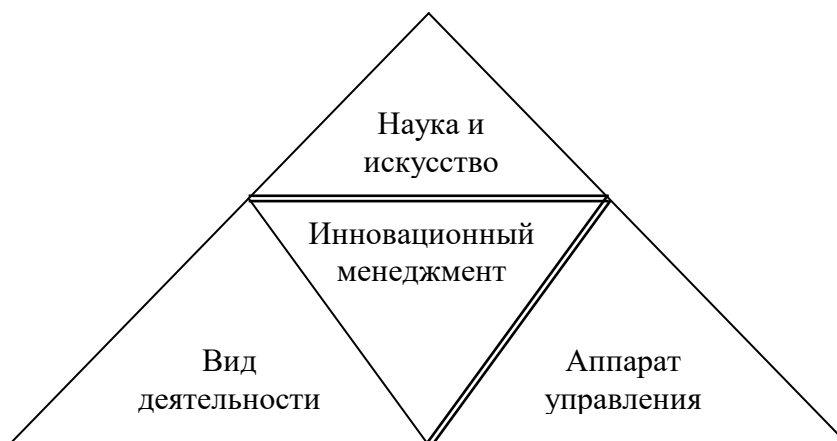 Наука и
искусство
Инновационный
менеджмент
Вид
деятельности
Аппарат
управления